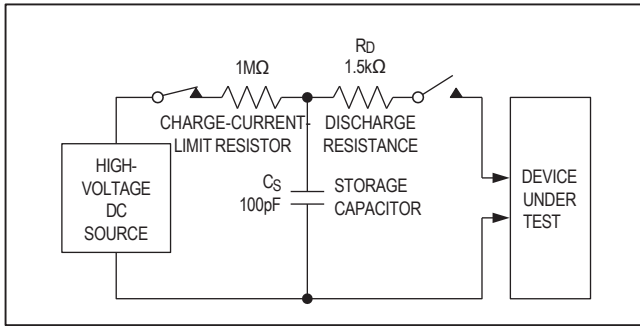 1MΩ
CHARGE-CURRENT-
LIMIT RESISTOR
RD
1.5kΩ
DISCHARGE
RESISTANCE
HIGH-
VOLTAGE
DC
SOURCE
CS
100pF
STORAGE
CAPACITOR
DEVICE
UNDER
TEST